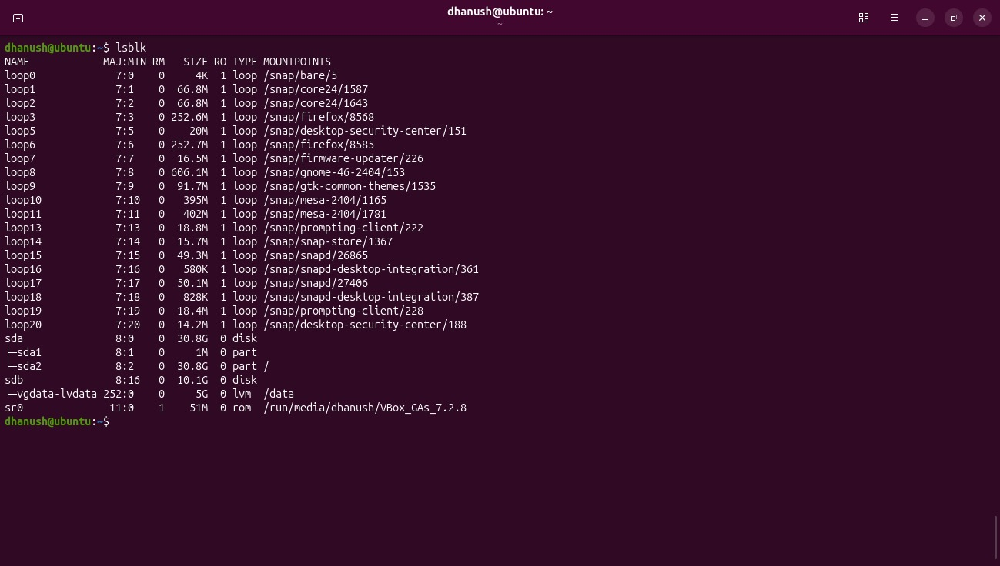 dhanush@ubuntu: ~
~
dhanush@ubuntu:~$ lsblk
NAME            MAJ:MIN RM   SIZE RO TYPE MOUNTPOINTS
loop0             7:0    0     4K  1 loop /snap/bare/5
loop1             7:1    0  66.8M  1 loop /snap/core24/1587
loop2             7:2    0  66.8M  1 loop /snap/core24/1643
loop3             7:3    0 252.6M  1 loop /snap/firefox/8568
loop5             7:5    0    20M  1 loop /snap/desktop-security-center/151
loop6             7:6    0 252.7M  1 loop /snap/firefox/8585
loop7             7:7    0  16.5M  1 loop /snap/firmware-updater/226
loop8             7:8    0 606.1M  1 loop /snap/gnome-46-2404/153
loop9             7:9    0  91.7M  1 loop /snap/gtk-common-themes/1535
loop10            7:10   0   395M  1 loop /snap/mesa-2404/1165
loop11            7:11   0   402M  1 loop /snap/mesa-2404/1781
loop13            7:13   0  18.8M  1 loop /snap/prompting-client/222
loop14            7:14   0  15.7M  1 loop /snap/snap-store/1367
loop15            7:15   0  49.3M  1 loop /snap/snapd/26865
loop16            7:16   0   580K  1 loop /snap/snapd-desktop-integration/361
loop17            7:17   0  50.1M  1 loop /snap/snapd/27406
loop18            7:18   0   828K  1 loop /snap/snapd-desktop-integration/387
loop19            7:19   0  18.4M  1 loop /snap/prompting-client/228
loop20            7:20   0  14.2M  1 loop /snap/desktop-security-center/188
sda               8:0    0  30.8G  0 disk
├─sda1            8:1    0     1M  0 part
└─sda2            8:2    0  30.8G  0 part /
sdb               8:16   0  10.1G  0 disk
└─vgdata-lvdata 252:0    0     5G  0 lvm  /data
sr0              11:0    1    51M  0 rom  /run/media/dhanush/VBox_GAs_7.2.8
dhanush@ubuntu:~$